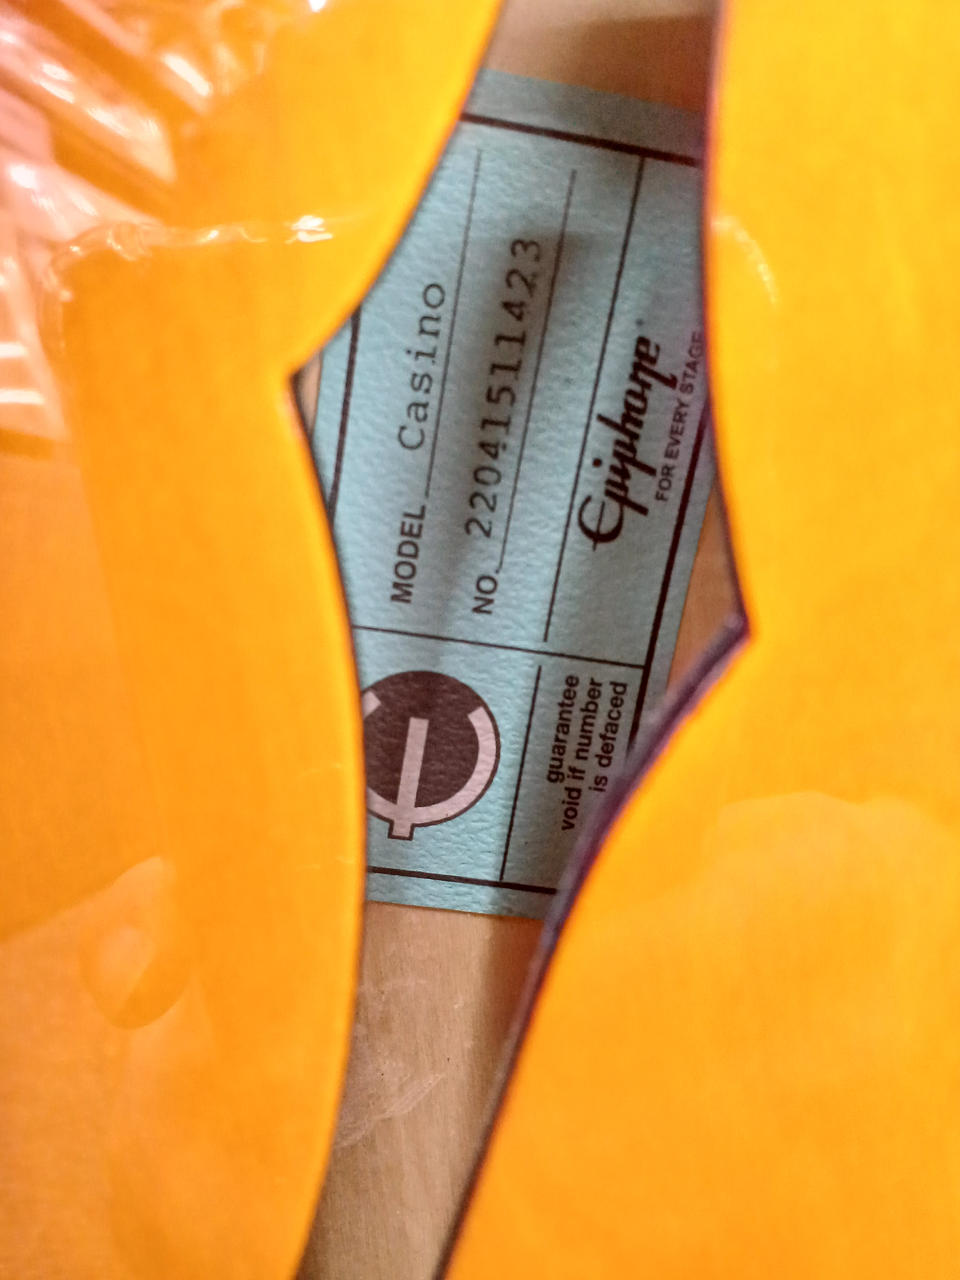 MODEL Casino
NO. 22041511423
Epiphone
FOR EVERY STAGE
guarantee
void if number
is defaced